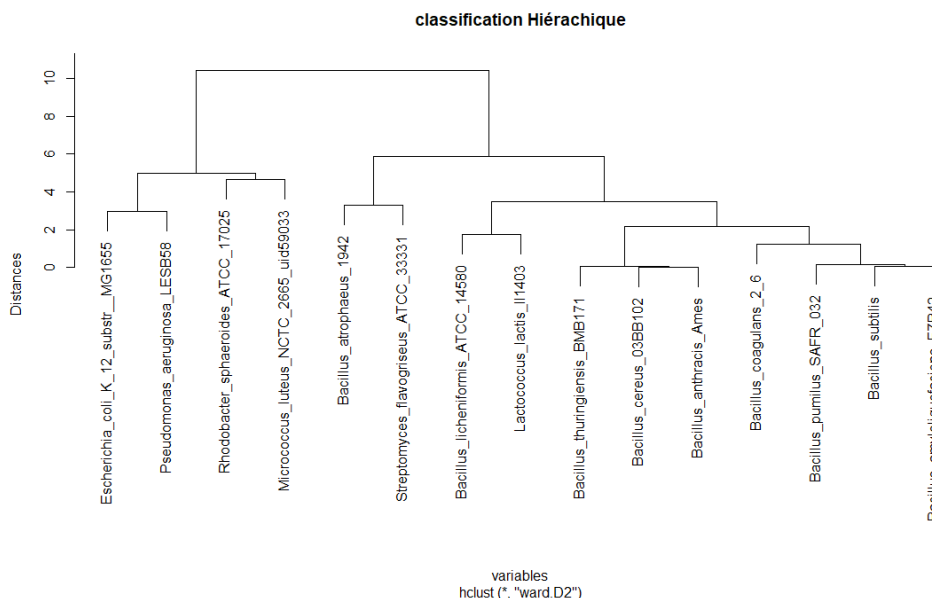 classification Hiérachique
Distances
0
2
4
6
8
10
Escherichia_coli_K_12_substr__MG1655
Pseudomonas_aeruginosa_LESB58
Rhodobacter_sphaeroides_ATCC_17025
Micrococcus_luteus_NCTC_2665_uid59033
Bacillus_atrophaeus_1942
Streptomyces_flavogriseus_ATCC_33331
Bacillus_licheniformis_ATCC_14580
Lactococcus_lactis_Il1403
Bacillus_thuringiensis_BMB171
Bacillus_cereus_03BB102
Bacillus_anthracis_Ames
Bacillus_coagulans_2_6
Bacillus_pumilus_SAFR_032
Bacillus_subtilis
variables
hclust (*, "ward.D2")